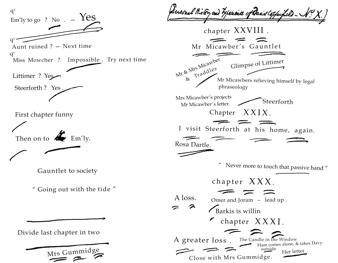 Em'ly to go ? No . – Yes
Aunt ruined ? – Next time
Miss Mowcher ? Impossible . Try next time
Littimer ? Yes
Steerforth ? Yes
First chapter funny
Then on to Em'ly.
Gauntlet to society
" Going out with the tide "
Divide last chapter in two
Mrs Gummidge
Personal History and Experience of David Copperfield — No X.
chapter XXVIII .
Mr Micawber's Gauntlet
Mr & Mrs Micawber & Traddles
Glimpse of Littimer
Mr Micawbers relieving himself by legal phraseology
Mrs Micawber's projects
Mr Micawber's letter.
Steerforth
Chapter XXIX.
I visit Steerforth at his home, again.
Rosa Dartle.
" Never more to touch that passive hand "
chapter XXX.
A loss.
Omer and Joram – lead up
Barkis is willin
chapter XXXI.
A greater loss .
The Candle in the Window
Ham comes alone, & takes Davy outside
Her letter
Close with Mrs Gummidge.